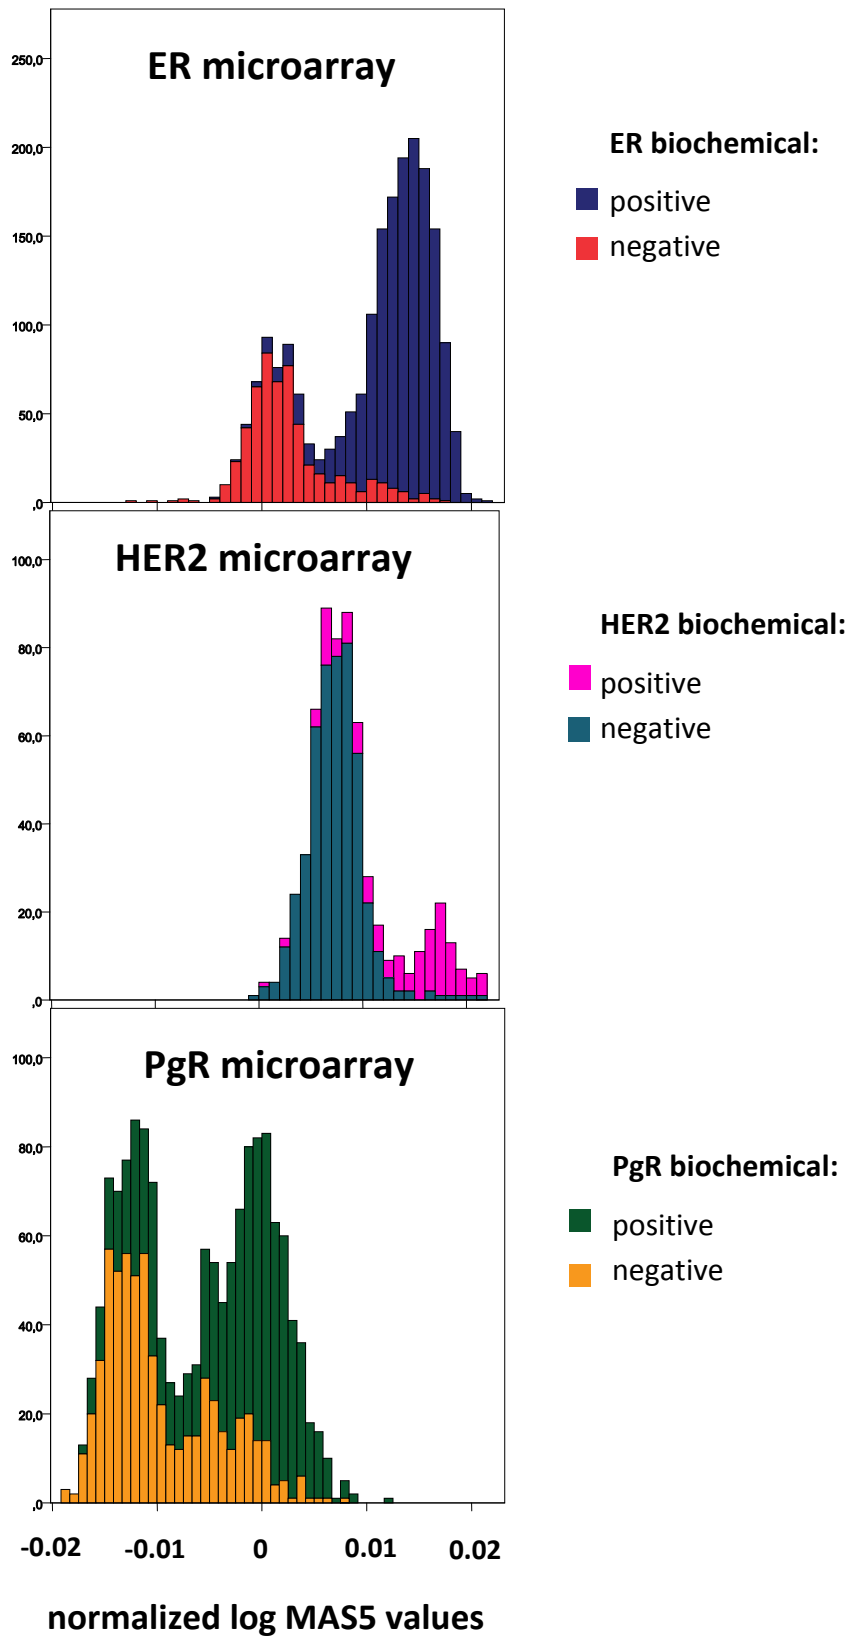 ER microarray
250,0
200,0
150,0
100,0
50,0
,0
ER biochemical:
positive
negative
HER2 microarray
100,0
80,0
60,0
40,0
20,0
,0
HER2 biochemical:
positive
negative
PgR microarray
100,0
80,0
60,0
40,0
20,0
,0
PgR biochemical:
positive
negative
-0.02 -0.01 0 0.01 0.02
normalized log MAS5 values